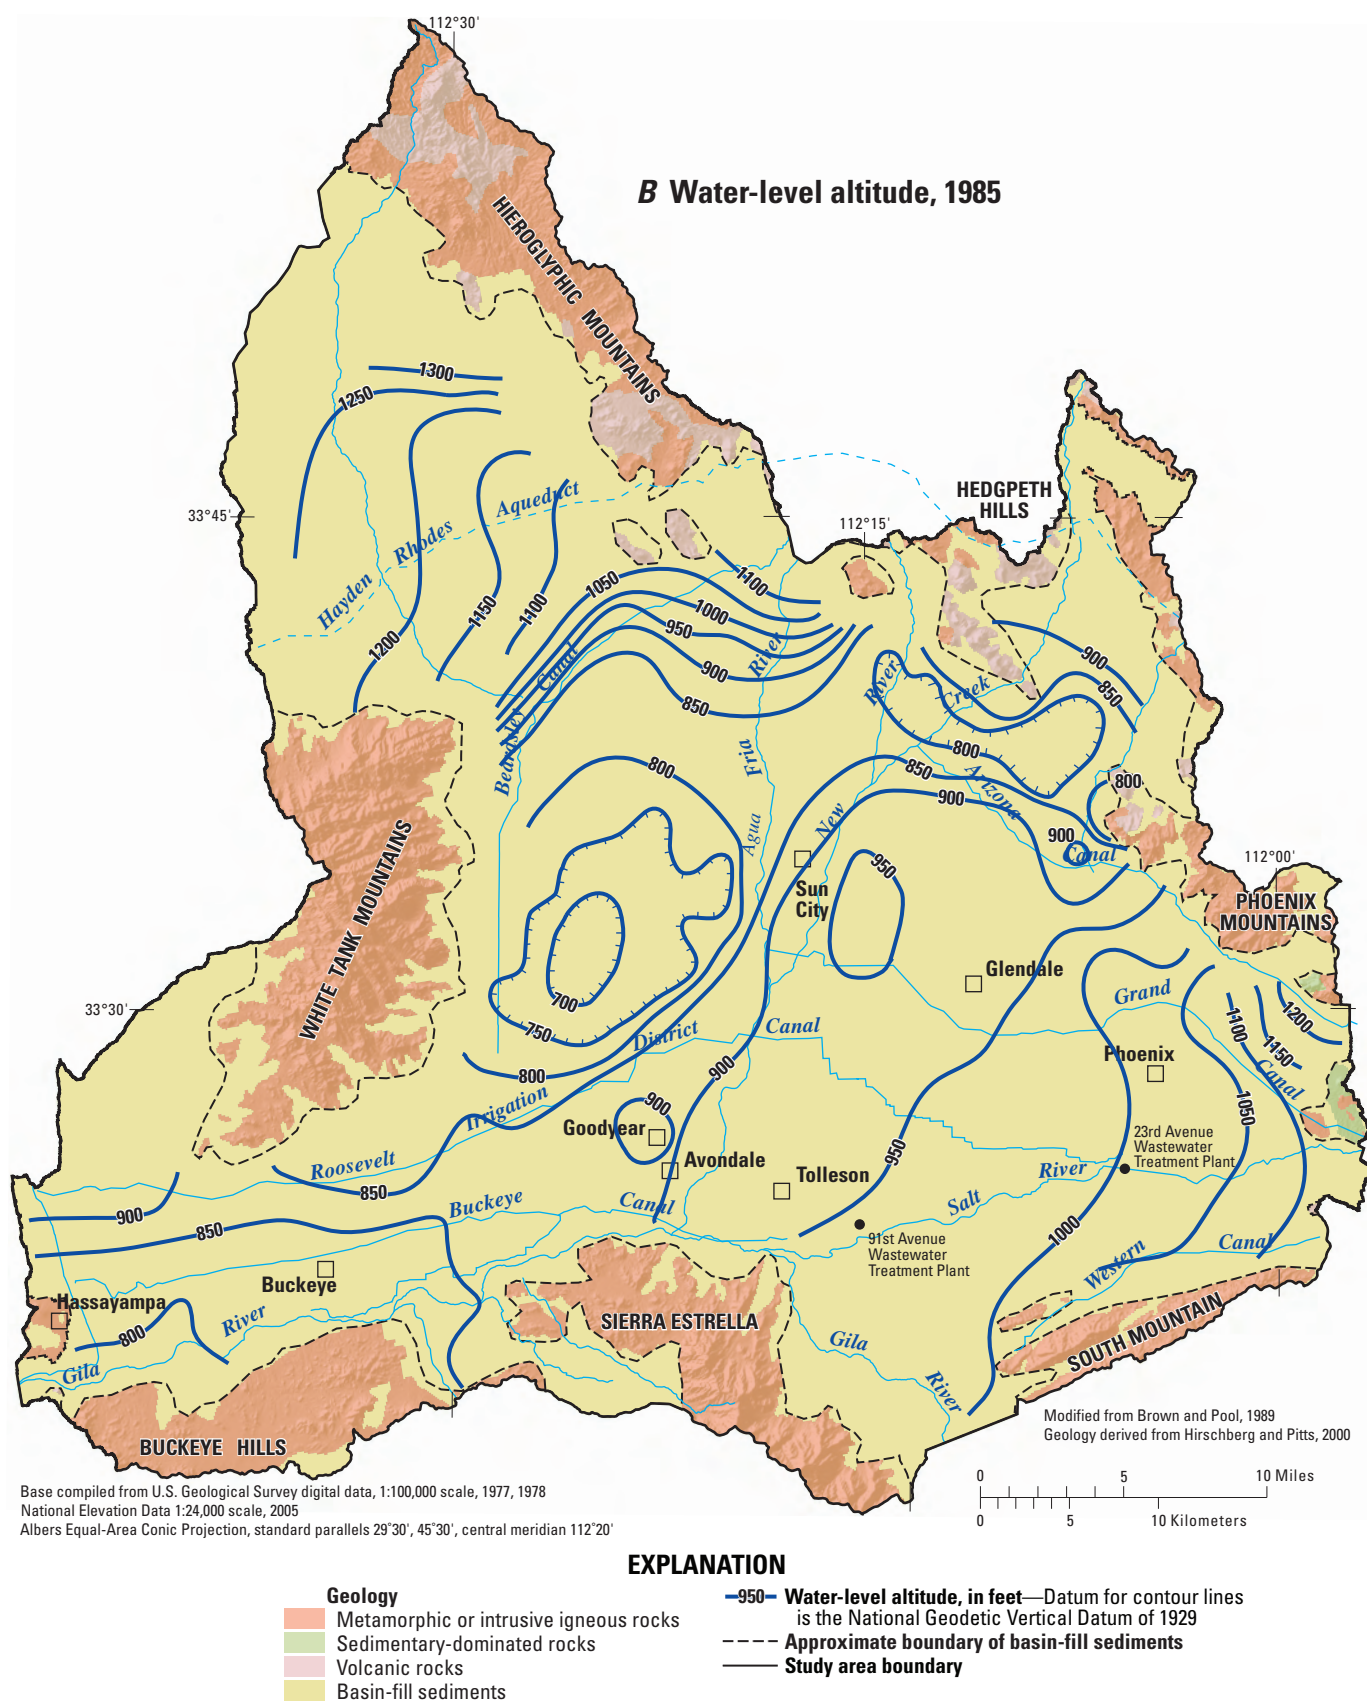 112°30'
B Water-level altitude, 1985
HIEROGLYPHIC MOUNTAINS
1300
1250
HEDGPETH
HILLS
33°45'
112°15'
Hayden Rhodes Aqueduct
1200
1150
1100
1050
1100
1000
950
900
850
Beardsley Canal
Agua Fria River
New River
Creek
900
850
800
Arizona Canal
800
850
900
900
800
950
Sun
City
112°00'
PHOENIX
MOUNTAINS
WHITE TANK MOUNTAINS
Glendale
700
750
800
33°30'
Roosevelt Irrigation District Canal
900
Grand Canal
1100
1150
1200
1050
Phoenix
900
Goodyear
Avondale
Tolleson
950
23rd Avenue
Wastewater
Treatment Plant
Salt River
850
900
850
Buckeye Canal
91st Avenue
Wastewater
Treatment Plant
1000
Western Canal
Buckeye
Hassayampa
800
Gila River
SIERRA ESTRELLA
Gila River
SOUTH MOUNTAIN
BUCKEYE HILLS
Modified from Brown and Pool, 1989
Geology derived from Hirschberg and Pitts, 2000
0 5 10 Miles
0 5 10 Kilometers
Base compiled from U.S. Geological Survey digital data, 1:100,000 scale, 1977, 1978
National Elevation Data 1:24,000 scale, 2005
Albers Equal-Area Conic Projection, standard parallels 29°30', 45°30', central meridian 112°20'
EXPLANATION
Geology
Metamorphic or intrusive igneous rocks
Sedimentary-dominated rocks
Volcanic rocks
Basin-fill sediments
950 Water-level altitude, in feet—Datum for contour lines
is the National Geodetic Vertical Datum of 1929
Approximate boundary of basin-fill sediments
Study area boundary